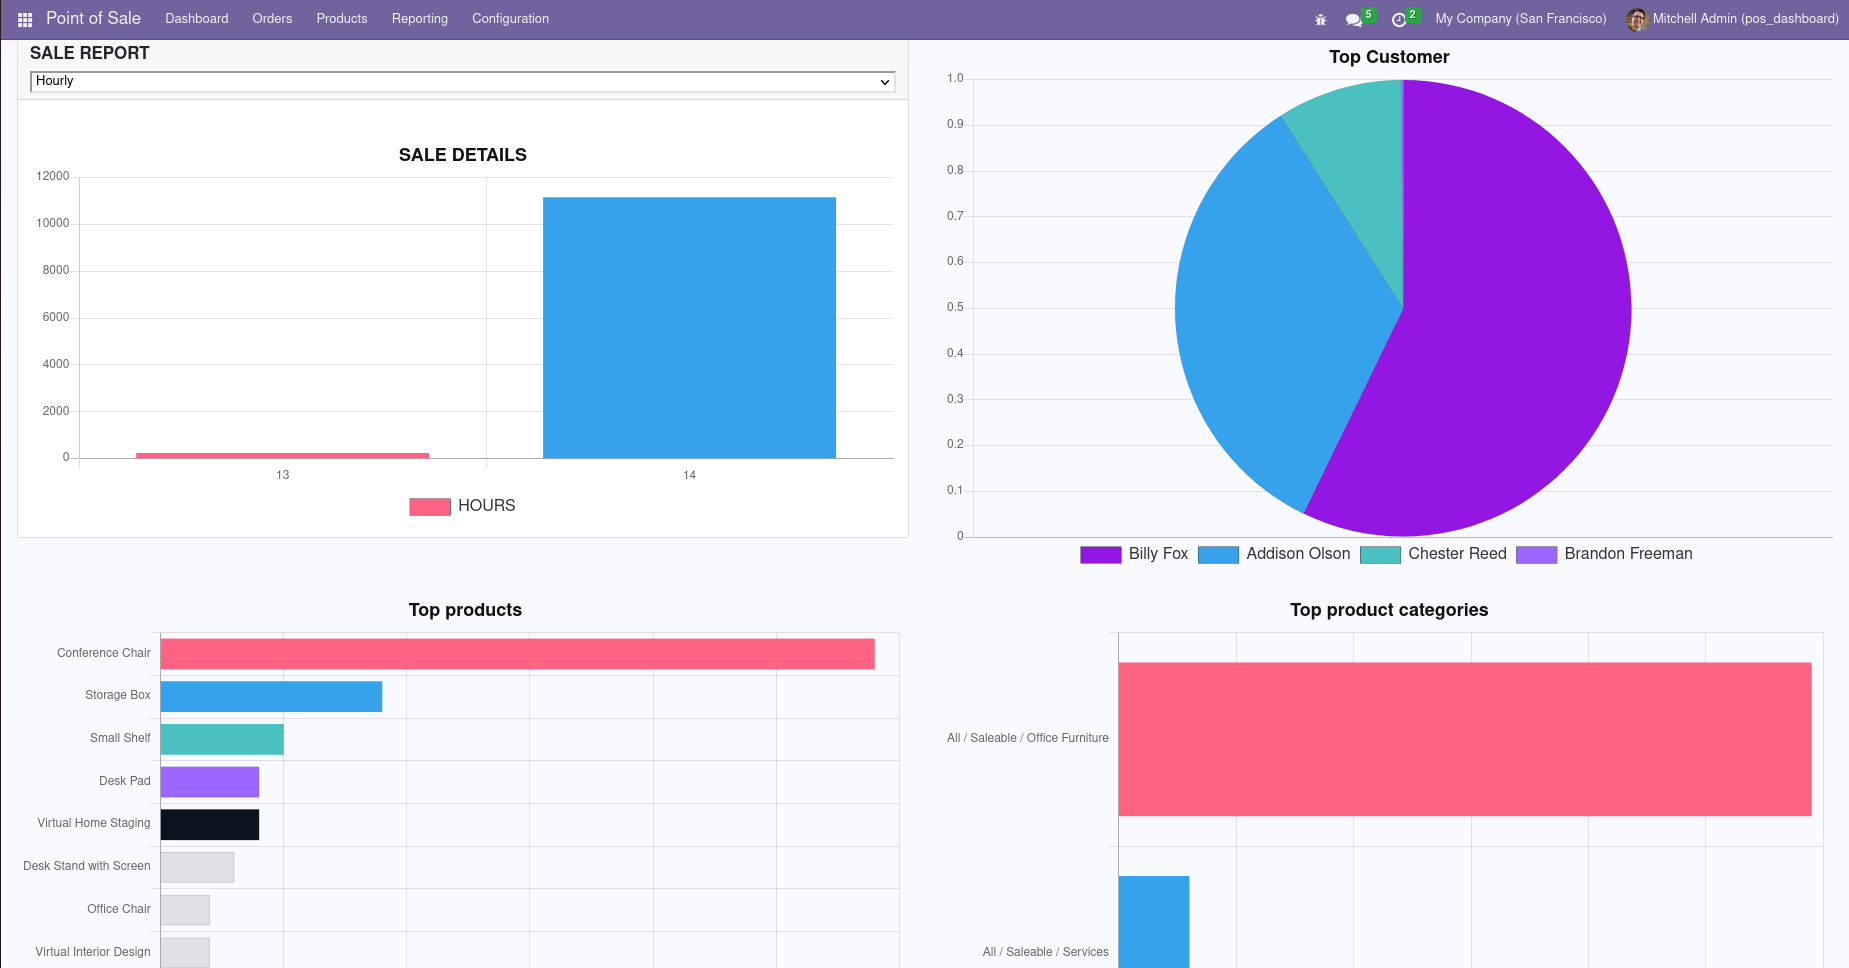 Point of Sale Dashboard Orders Products Reporting Configuration 5 2 My Company (San Francisco) Mitchell Admin (pos_dashboard)
SALE REPORT
Hourly
SALE DETAILS
12000
10000
8000
6000
4000
2000
0
13 14
HOURS
Top Customer
1.0
0.9
0.8
0.7
0.6
0.5
0.4
0.3
0.2
0.1
0
Billy Fox Addison Olson Chester Reed Brandon Freeman
Top products
Conference Chair
Storage Box
Small Shelf
Desk Pad
Virtual Home Staging
Desk Stand with Screen
Office Chair
Virtual Interior Design
Top product categories
All / Saleable / Office Furniture
All / Saleable / Services